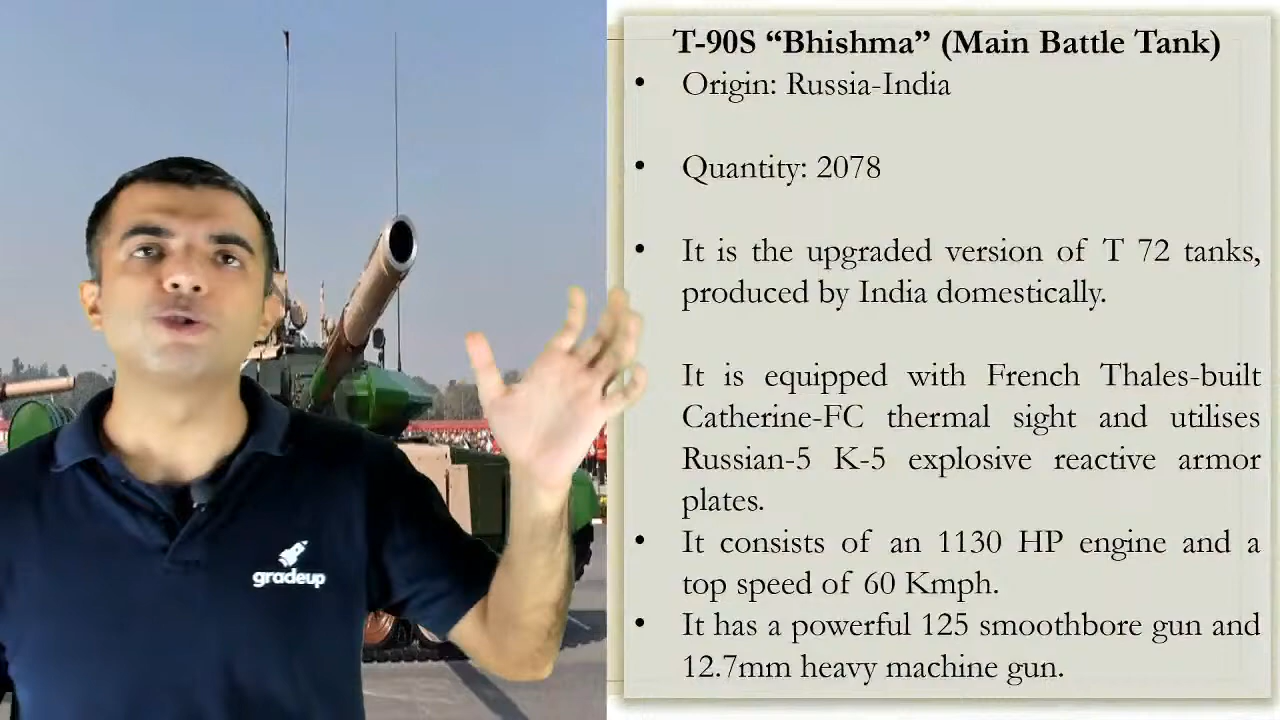 T-90S “Bhishma” (Main Battle Tank)
• Origin: Russia-India
• Quantity: 2078
• It is the upgraded version of T 72 tanks,
produced by India domestically.
It is equipped with French Thales-built
Catherine-FC thermal sight and utilises
Russian-5 K-5 explosive reactive armor
plates.
• It consists of an 1130 HP engine and a
top speed of 60 Kmph.
• It has a powerful 125 smoothbore gun and
12.7mm heavy machine gun.
gradeup